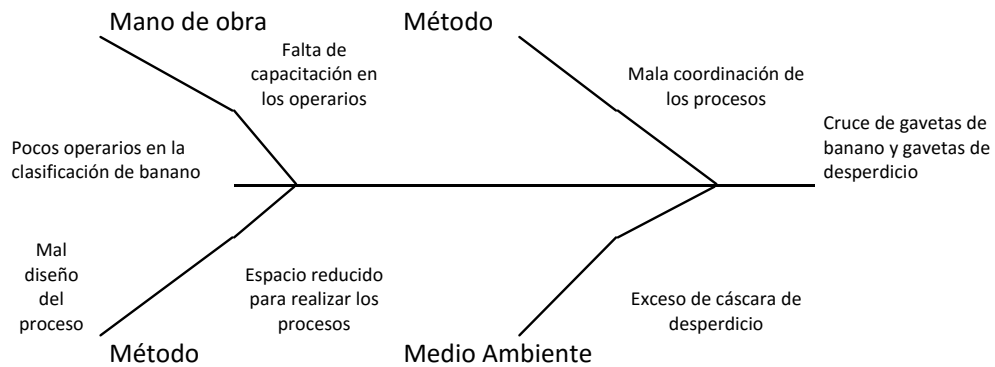 Mano de obra
Método
Falta de
capacitación en
los operarios
Mala coordinación de
los procesos
Cruce de gavetas de
banano y gavetas de
desperdicio
Pocos operarios en la
clasificación de banano
Mal
diseño
del
proceso
Espacio reducido
para realizar los
procesos
Exceso de cáscara de
desperdicio
Método
Medio Ambiente